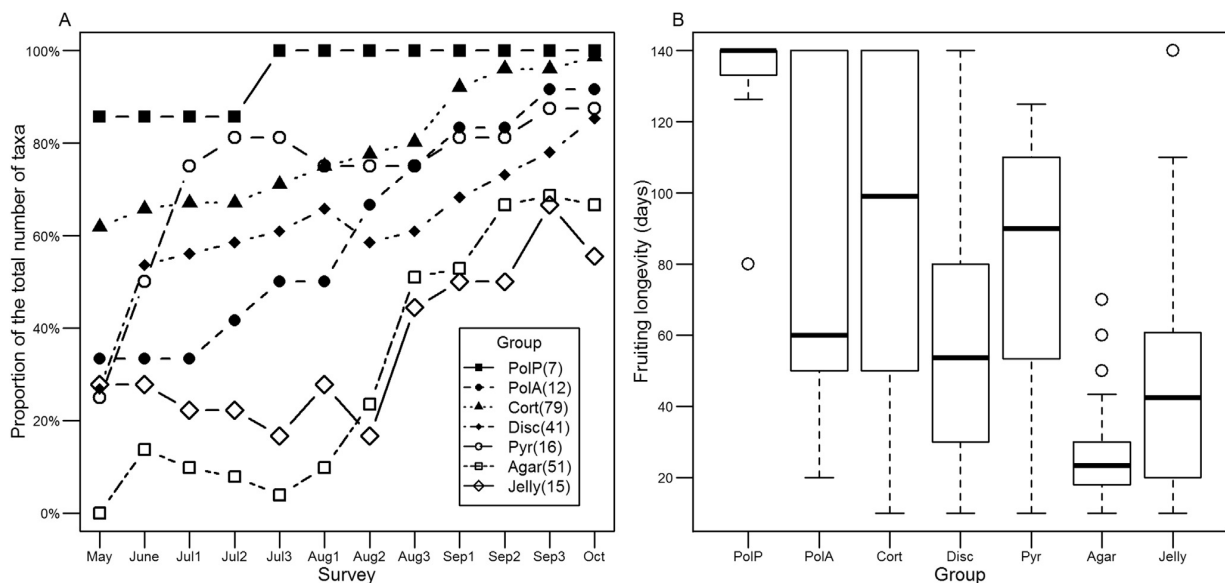 A
Proportion of the total number of taxa
100%
80%
60%
40%
20%
0%
May June Jul1 Jul2 Jul3 Aug1 Aug2 Aug3 Sep1 Sep2 Sep3 Oct
Survey
Group
PolP(7)
PolA(12)
Cort(79)
Disc(41)
Pyr(16)
Agar(51)
Jelly(15)
B
Fruiting longevity (days)
140
120
100
80
60
40
20
PolP PolA Cort Disc Pyr Agar Jelly
Group